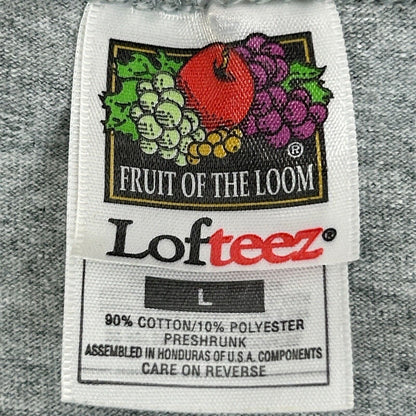 ®
FRUIT OF THE LOOM
Lofteez®
L
90% COTTON/10% POLYESTER
PRESHRUNK
ASSEMBLED IN HONDURAS OF U.S.A. COMPONENTS
CARE ON REVERSE